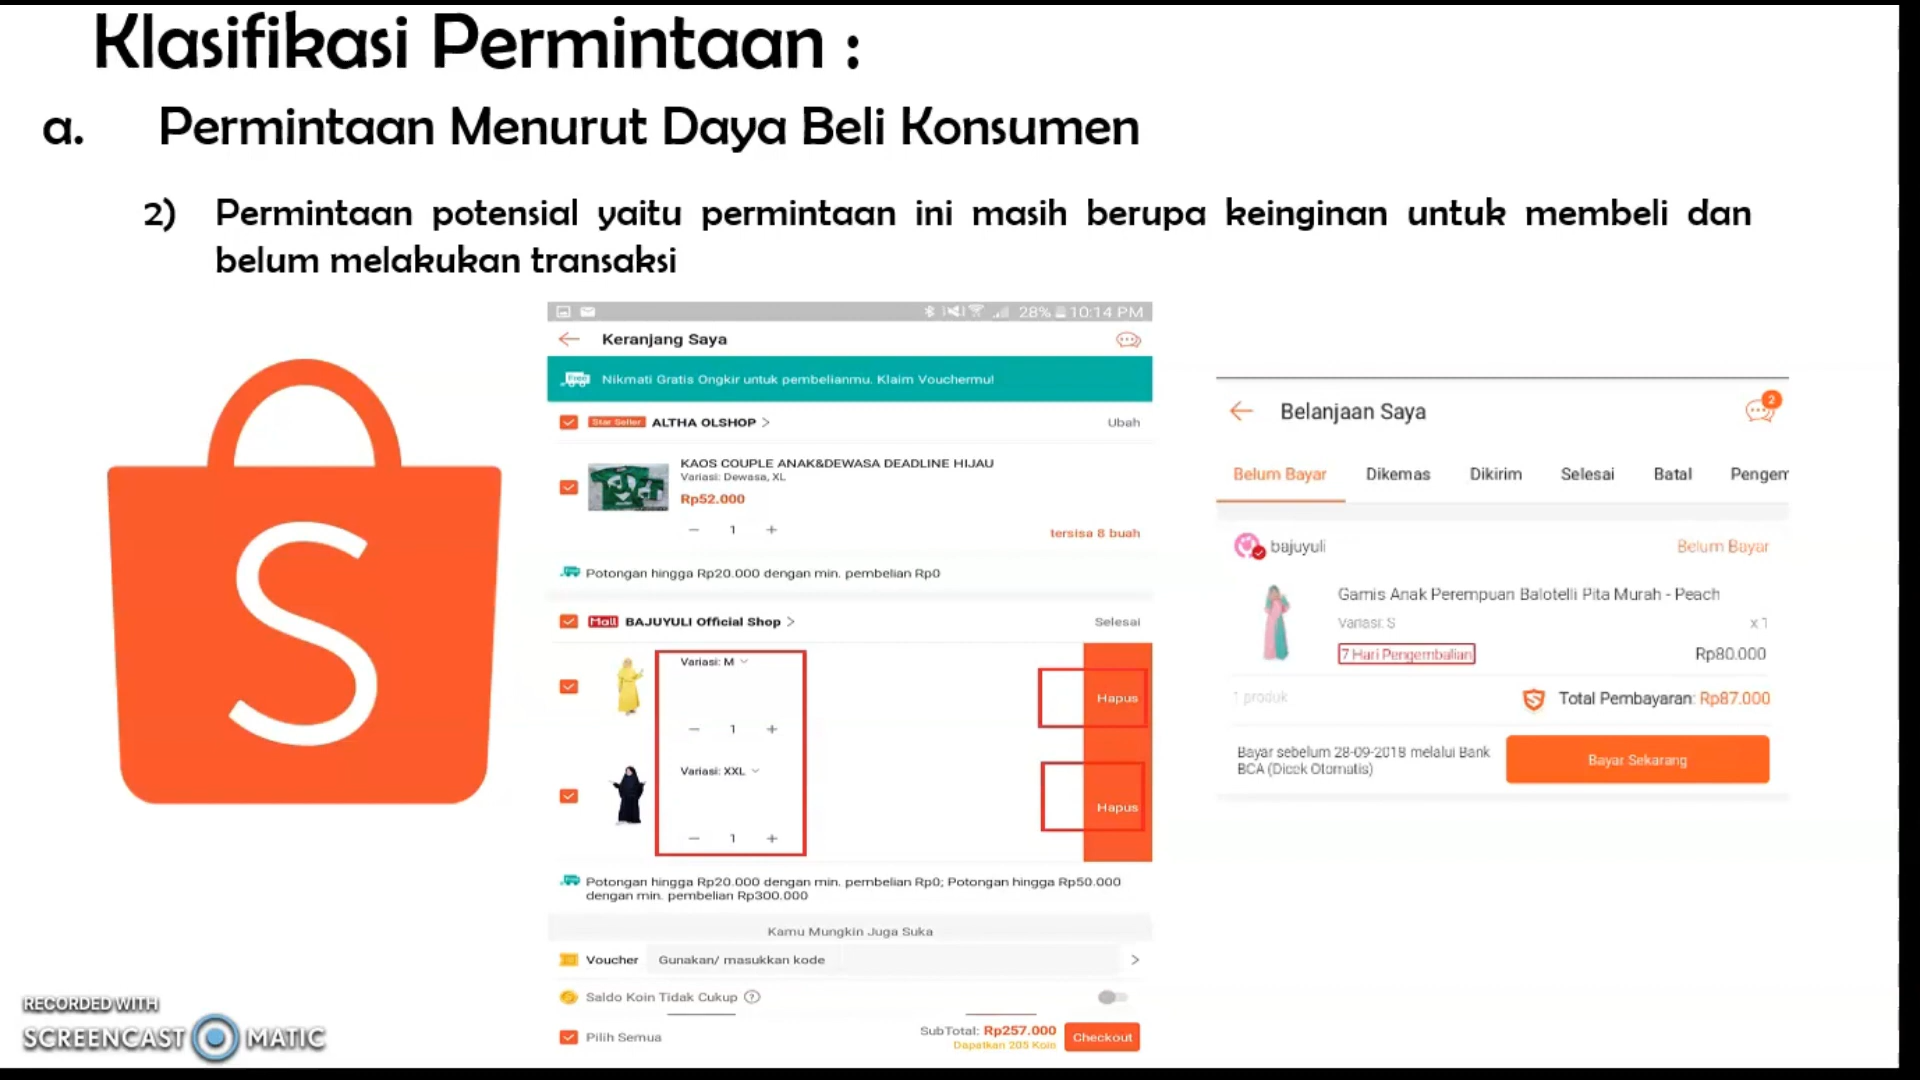 Klasifikasi Permintaan :
a. Permintaan Menurut Daya Beli Konsumen
2) Permintaan potensial yaitu permintaan ini masih berupa keinginan untuk membeli dan
belum melakukan transaksi
S
28% 10:14 PM
Keranjang Saya
Free Nikmati Gratis Ongkir untuk pembelianmu. Klaim Vouchermu!
Star Seller ALTHA OLSHOP > Ubah
KAOS COUPLE ANAK&DEWASA DEADLINE HIJAU
Variasi: Dewasa, XL
Rp52.000
− 1 +
tersisa 8 buah
Potongan hingga Rp20.000 dengan min. pembelian Rp0
Mall BAJUYULI Official Shop > Selesai
Variasi: M
Hapus
− 1 +
Variasi: XXL
Hapus
− 1 +
Potongan hingga Rp20.000 dengan min. pembelian Rp0; Potongan hingga Rp50.000
dengan min. pembelian Rp300.000
Kamu Mungkin Juga Suka
Voucher Gunakan/ masukkan kode >
Saldo Koin Tidak Cukup ?
Pilih Semua
SubTotal: Rp257.000
Dapatkan 205 Koin
Checkout
Belanjaan Saya
2
Belum Bayar Dikemas Dikirim Selesai Batal Pengem
bajuyuli Belum Bayar
Gamis Anak Perempuan Balotelli Pita Murah - Peach
Variasi: S x 1
7 Hari Pengembalian Rp80.000
1 produk Total Pembayaran: Rp87.000
Bayar sebelum 28-09-2018 melalui Bank
BCA (Dicek Otomatis)
Bayar Sekarang
RECORDED WITH
SCREENCAST MATIC